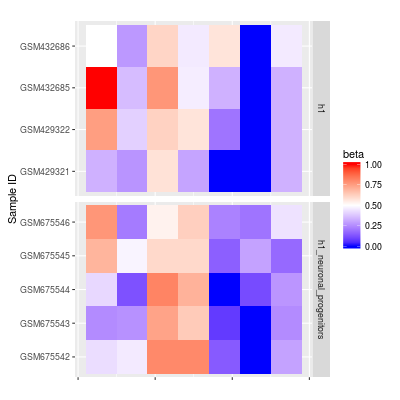 GSM432686
GSM432685
GSM429322
GSM429321
h1
GSM675546
GSM675545
GSM675544
GSM675543
GSM675542
h1_neuronal_progenitors
Sample ID
beta
1.00
0.75
0.50
0.25
0.00